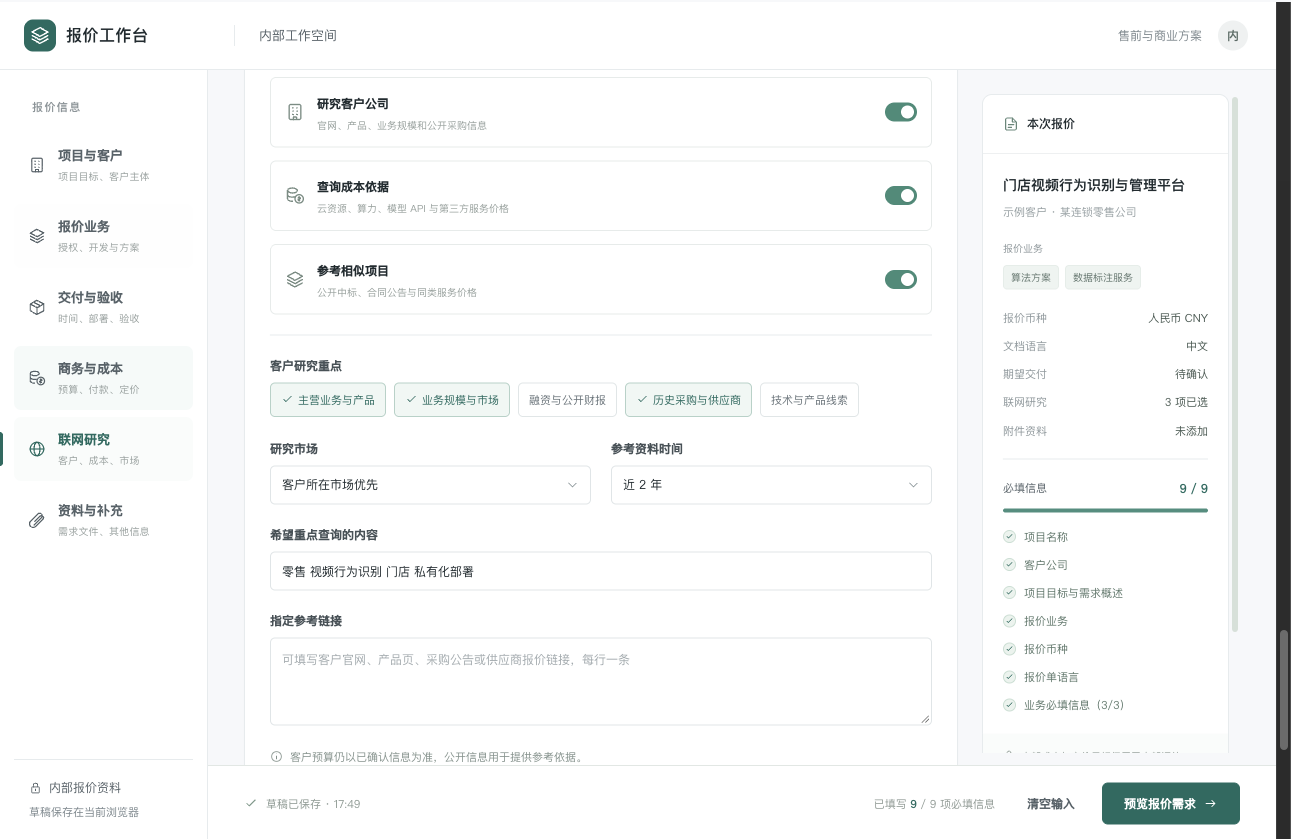 报价工作台
内部工作空间
售前与商业方案
内
报价信息
项目与客户
项目目标、客户主体
报价业务
授权、开发与方案
交付与验收
时间、部署、验收
商务与成本
预算、付款、定价
联网研究
客户、成本、市场
资料与补充
需求文件、其他信息
内部报价资料
草稿保存在当前浏览器
研究客户公司
官网、产品、业务规模和公开采购信息
查询成本依据
云资源、算力、模型 API 与第三方服务价格
参考相似项目
公开中标、合同公告与同类服务价格
客户研究重点
主营业务与产品
业务规模与市场
融资与公开财报
历史采购与供应商
技术与产品线索
研究市场
参考资料时间
客户所在市场优先
近 2 年
希望重点查询的内容
零售 视频行为识别 门店 私有化部署
指定参考链接
可填写客户官网、产品页、采购公告或供应商报价链接，每行一条
客户预算仍以已确认信息为准，公开信息用于提供参考依据。
本次报价
门店视频行为识别与管理平台
示例客户 · 某连锁零售公司
报价业务
算法方案
数据标注服务
报价币种 人民币 CNY
文档语言 中文
期望交付 待确认
联网研究 3 项已选
附件资料 未添加
必填信息 9 / 9
项目名称
客户公司
项目目标与需求概述
报价业务
报价币种
报价单语言
业务必填信息（3/3）
草稿已保存 · 17:49
已填写 9 / 9 项必填信息
清空输入
预览报价需求